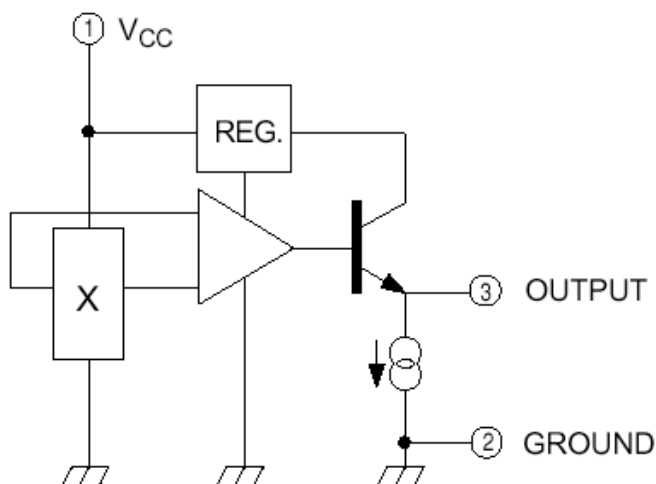 1 VCC
REG.
X
3 OUTPUT
2 GROUND